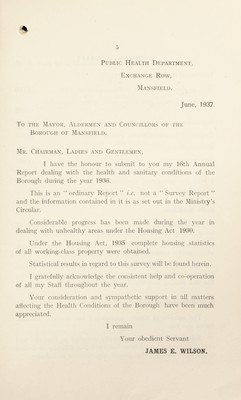 3
PUBLIC HEALTH DEPARTMENT,
EXCHANGE ROW,
MANSFIELD.
June, 1937.
TO THE MAYOR, ALDERMEN AND COUNCILLORS OF THE
BOROUGH OF MANSFIELD.
MR. CHAIRMAN, LADIES AND GENTLEMEN,
I have the honour to submit to you my 16th Annual
Report dealing with the health and sanitary conditions of the
Borough during the year 1936.
This is an "ordinary Report" i.e. not a "Survey Report"
and the information contained in it is as set out in the Ministry's
Circular.
Considerable progress has been made during the year in
dealing with unhealthy areas under the Housing Act 1930.
Under the Housing Act, 1935 complete housing statistics
of all working-class property were obtained.
Statistical results in regard to this survey will be found herein.
I gratefully acknowledge the consistent help and co-operation
of all my Staff throughout the year.
Your consideration and sympathetic support in all matters
affecting the Health Conditions of the Borough have been much
appreciated.
I remain
Your obedient Servant
JAMES E. WILSON.